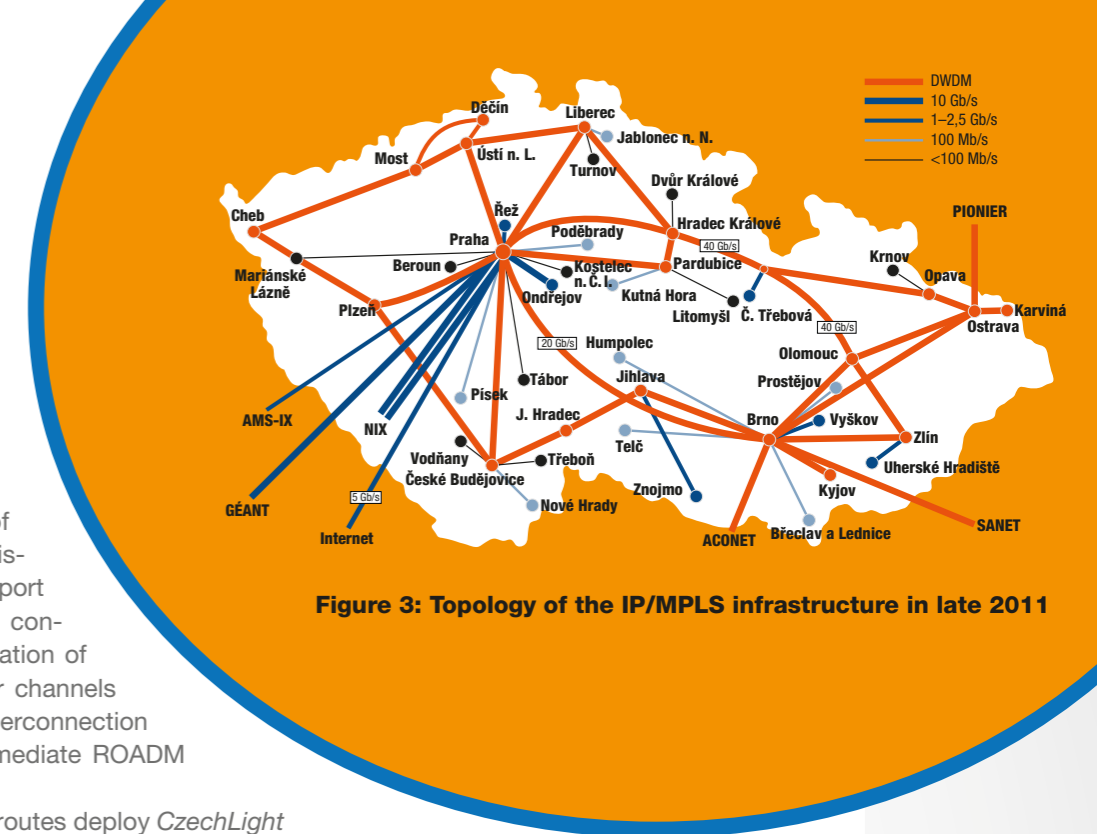 DWDM
10 Gb/s
1–2,5 Gb/s
100 Mb/s
<100 Mb/s
Děčín
Liberec
Jablonec n. N.
Most
Ústí n. L.
Turnov
Dvůr Králové
Cheb
Řež
Praha
Poděbrady
Hradec Králové
PIONIER
40 Gb/s
Mariánské
Lázně
Beroun
Kostelec
n. Č. l.
Pardubice
Krnov
Opava
Ondřejov
Kutná Hora
Plzeň
Litomyšl
Č. Třebová
Karviná
Ostrava
40 Gb/s
20 Gb/s
Humpolec
Olomouc
Tábor
Jihlava
Prostějov
Písek
AMS-IX
NIX
J. Hradec
Brno
Vyškov
Telč
Zlín
Vodňany
Třeboň
České Budějovice
Uherské Hradiště
Znojmo
Kyjov
5 Gb/s
GÉANT
Nové Hrady
Internet
ACONET
Břeclav a Lednice
SANET
Figure 3: Topology of the IP/MPLS infrastructure in late 2011
of
is-
port
con-
ation of
r channels
erconnection
mediate ROADM
routes deploy CzechLight